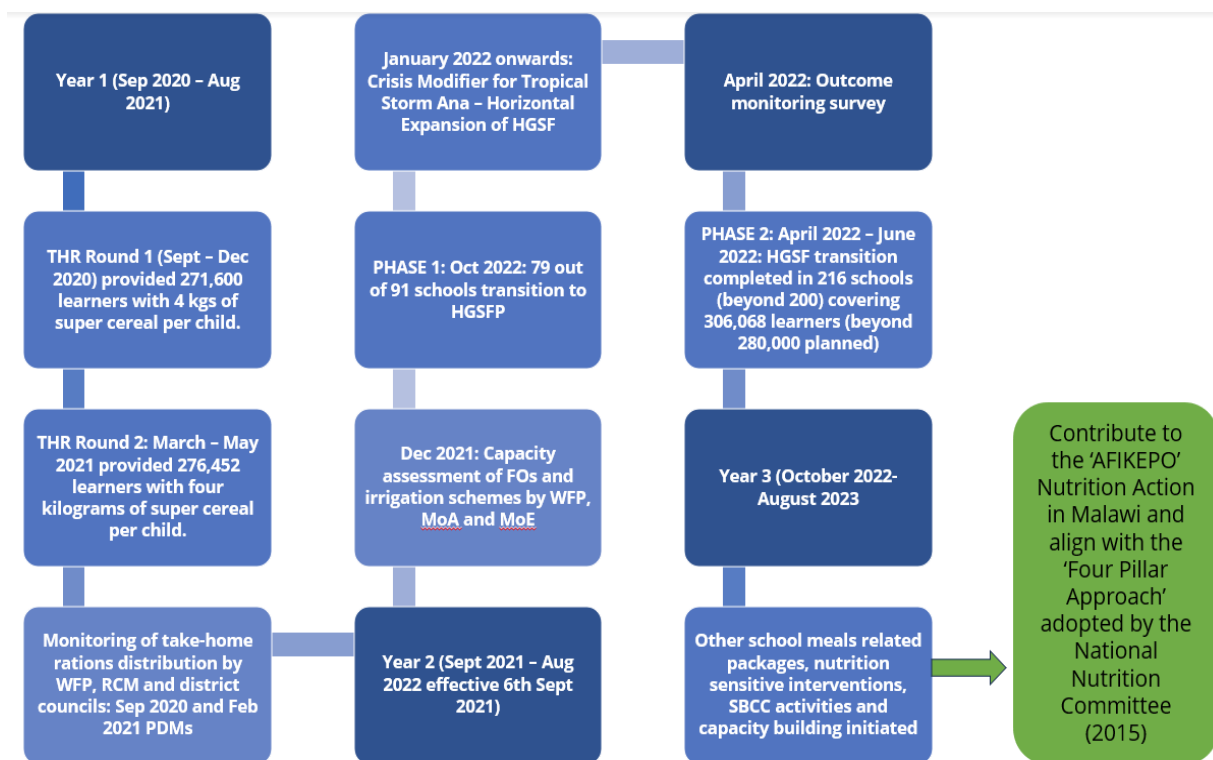 Year 1 (Sep 2020 – Aug
2021)
THR Round 1 (Sept – Dec
2020) provided 271,600
learners with 4 kgs of
super cereal per child.
THR Round 2: March – May
2021 provided 276,452
learners with four
kilograms of super cereal
per child.
Monitoring of take-home
rations distribution by
WFP, RCM and district
councils: Sep 2020 and Feb
2021 PDMs
Year 2 (Sept 2021 – Aug
2022 effective 6th Sept
2021)
Dec 2021: Capacity
assessment of FOs and
irrigation schemes by WFP,
MoA and MoE
PHASE 1: Oct 2022: 79 out
of 91 schools transition to
HGSFP
January 2022 onwards:
Crisis Modifier for Tropical
Storm Ana – Horizontal
Expansion of HGSF
April 2022: Outcome
monitoring survey
PHASE 2: April 2022 – June
2022: HGSF transition
completed in 216 schools
(beyond 200) covering
306,068 learners (beyond
280,000 planned)
Year 3 (October 2022-
August 2023
Other school meals related
packages, nutrition
sensitive interventions,
SBCC activities and
capacity building initiated
Contribute to
the ‘AFIKEPO’
Nutrition Action
in Malawi and
align with the
‘Four Pillar
Approach’
adopted by the
National
Nutrition
Committee
(2015)